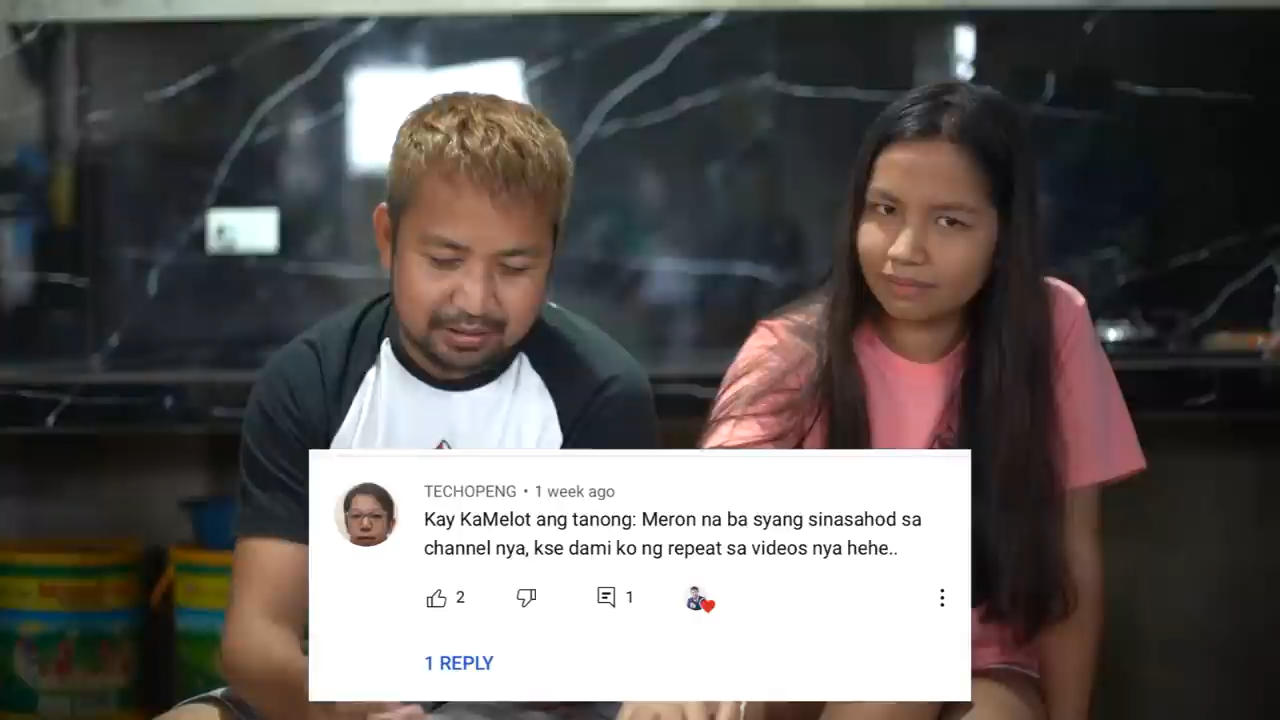 TECHOPENG • 1 week ago
Kay KaMelot ang tanong: Meron na ba syang sinasahod sa
channel nya, kse dami ko ng repeat sa videos nya hehe..
2
1
1 REPLY